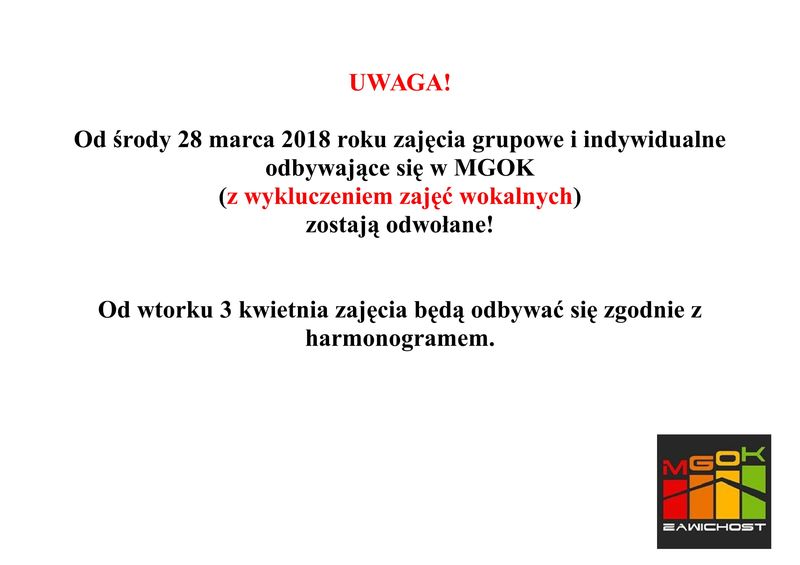 UWAGA!
Od środy 28 marca 2018 roku zajęcia grupowe i indywidualne
odbywające się w MGOK
(z wykluczeniem zajęć wokalnych)
zostają odwołane!
Od wtorku 3 kwietnia zajęcia będą odbywać się zgodnie z
harmonogramem.
MGOK
ZAWICHOST